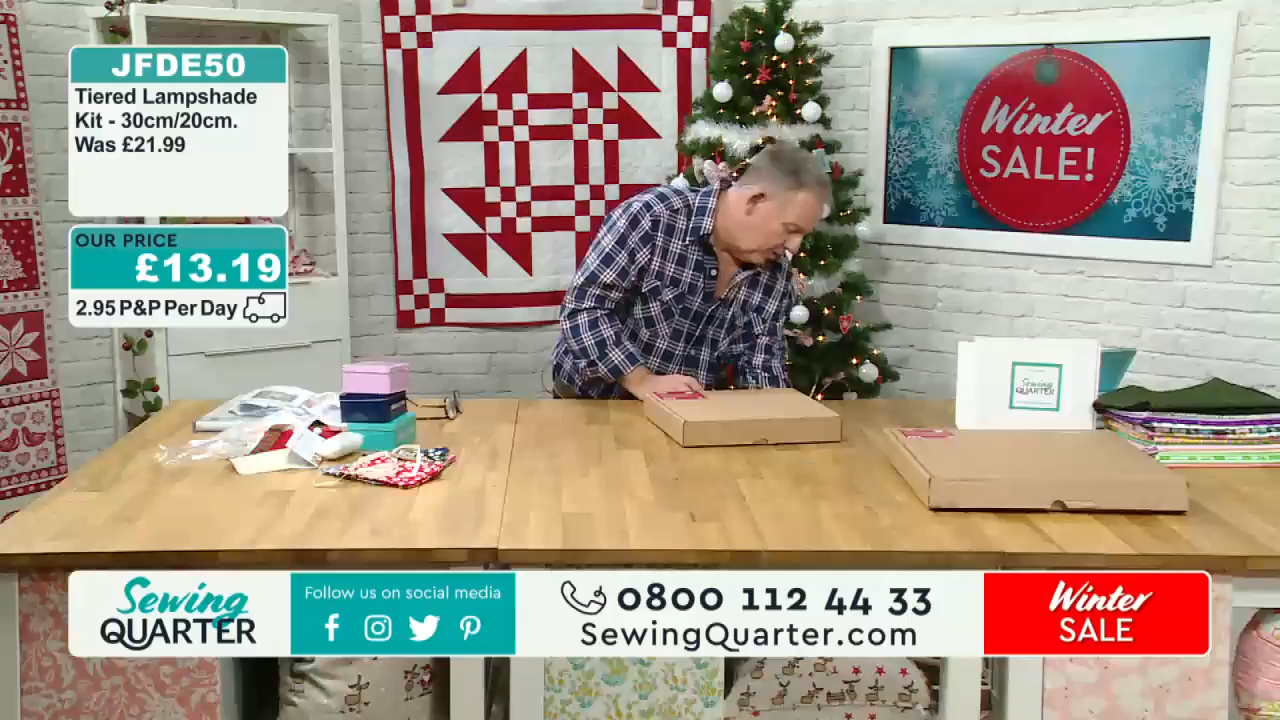 JFDE50
Tiered Lampshade
Kit - 30cm/20cm.
Was £21.99
OUR PRICE
£13.19
2.95 P&P Per Day
Winter
SALE!
Sewing
QUARTER
Sewing
QUARTER
Follow us on social media
0800 112 44 33
SewingQuarter.com
Winter
SALE